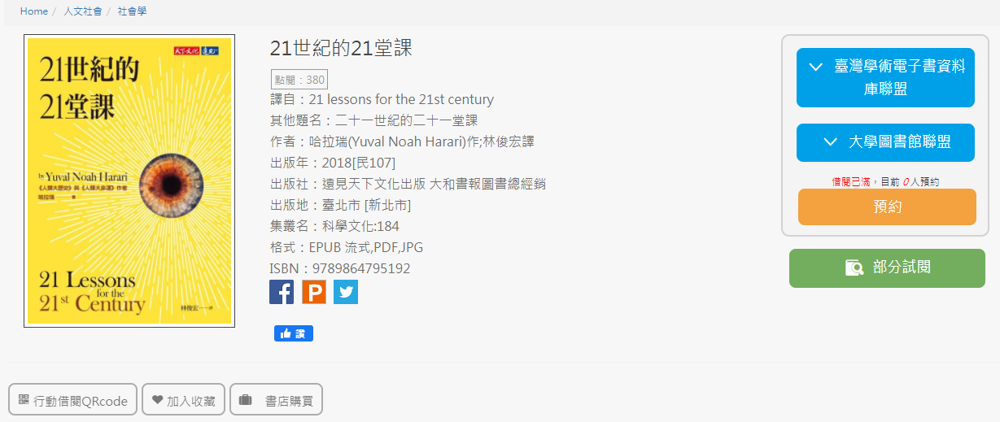 Home / 人文社會 / 社會學
天下文化 遠見
21世紀的
21堂課
by Yuval Noah Harari
《人類大歷史》與《人類大命運》作者
哈拉瑞 著
21 Lessons
for the
21st Century
林俊宏 譯
21世紀的21堂課
點閱：380
譯自：21 lessons for the 21st century
其他題名：二十一世紀的二十一堂課
作者：哈拉瑞(Yuval Noah Harari)作;林俊宏譯
出版年：2018[民107]
出版社：遠見天下文化出版 大和書報圖書總經銷
出版地：臺北市 [新北市]
集叢名：科學文化:184
格式：EPUB 流式,PDF,JPG
ISBN：9789864795192
讚
臺灣學術電子書資料
庫聯盟
大學圖書館聯盟
借閱已滿，目前 0 人預約
預約
部分試閱
行動借閱QRcode
加入收藏
書店購買